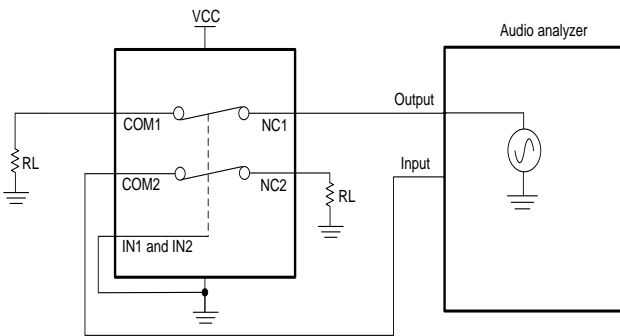 VCC
Audio analyzer
Output
COM1
NC1
RL
Input
COM2
NC2
RL
IN1 and IN2